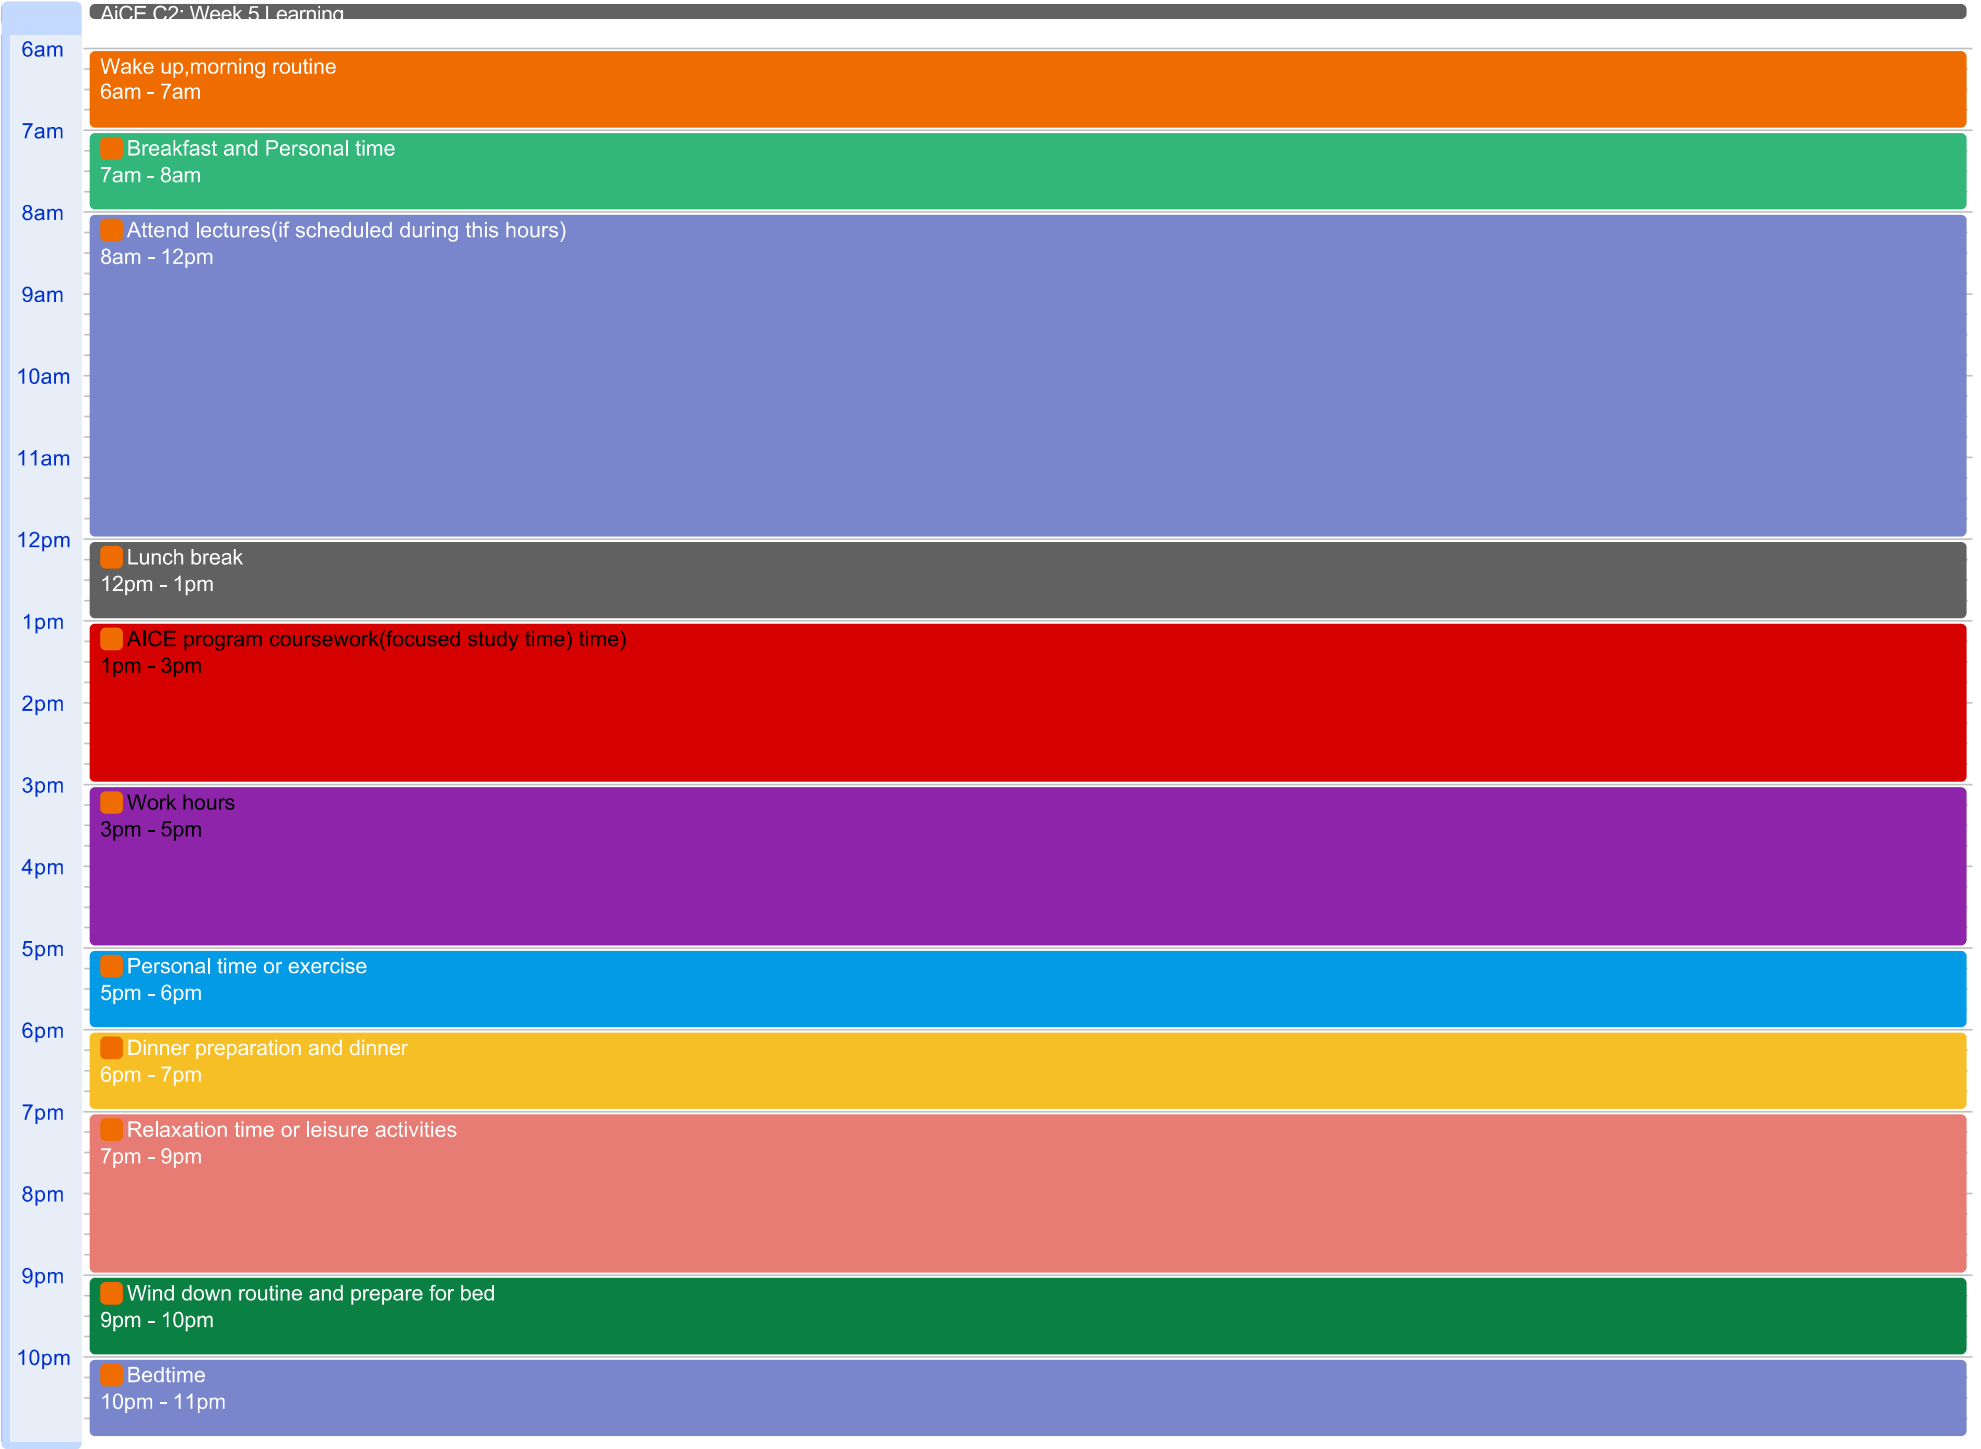 AiCE C2: Week 5 Learning
6am
Wake up,morning routine
6am - 7am
7am
Breakfast and Personal time
7am - 8am
8am
Attend lectures(if scheduled during this hours)
8am - 12pm
9am
10am
11am
12pm
Lunch break
12pm - 1pm
1pm
AICE program coursework(focused study time) time)
1pm - 3pm
2pm
3pm
Work hours
3pm - 5pm
4pm
5pm
Personal time or exercise
5pm - 6pm
6pm
Dinner preparation and dinner
6pm - 7pm
7pm
Relaxation time or leisure activities
7pm - 9pm
8pm
9pm
Wind down routine and prepare for bed
9pm - 10pm
10pm
Bedtime
10pm - 11pm